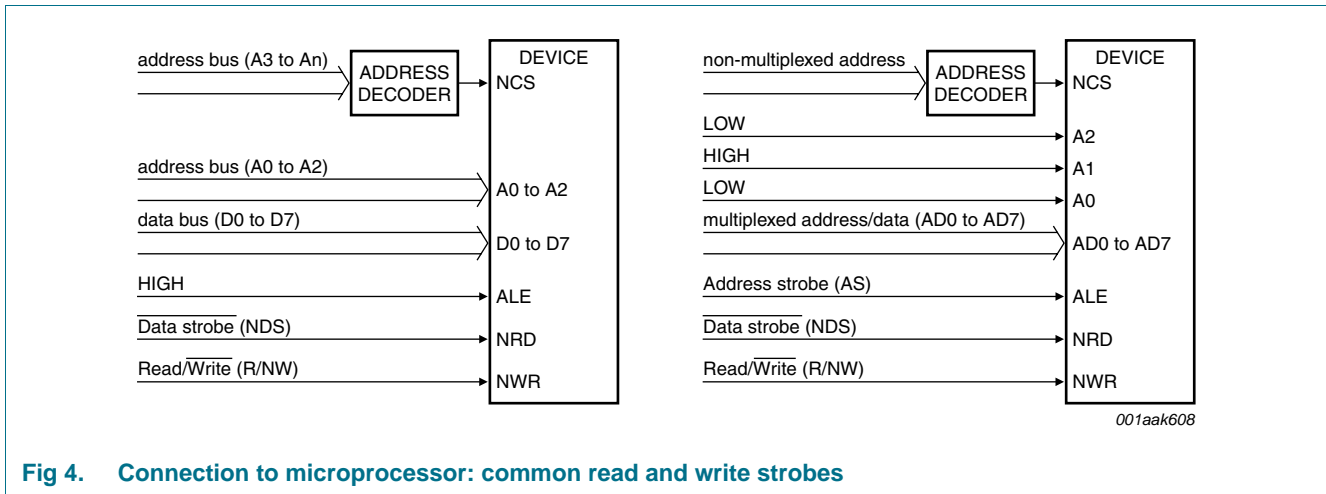 address bus (A3 to An)
ADDRESS
DECODER
DEVICE
NCS
address bus (A0 to A2)
A0 to A2
data bus (D0 to D7)
D0 to D7
HIGH
ALE
Data strobe (NDS)
NRD
Read/Write (R/NW)
NWR
non-multiplexed address
ADDRESS
DECODER
DEVICE
NCS
LOW
A2
HIGH
A1
LOW
A0
multiplexed address/data (AD0 to AD7)
AD0 to AD7
Address strobe (AS)
ALE
Data strobe (NDS)
NRD
Read/Write (R/NW)
NWR
001aak608
Fig 4. Connection to microprocessor: common read and write strobes